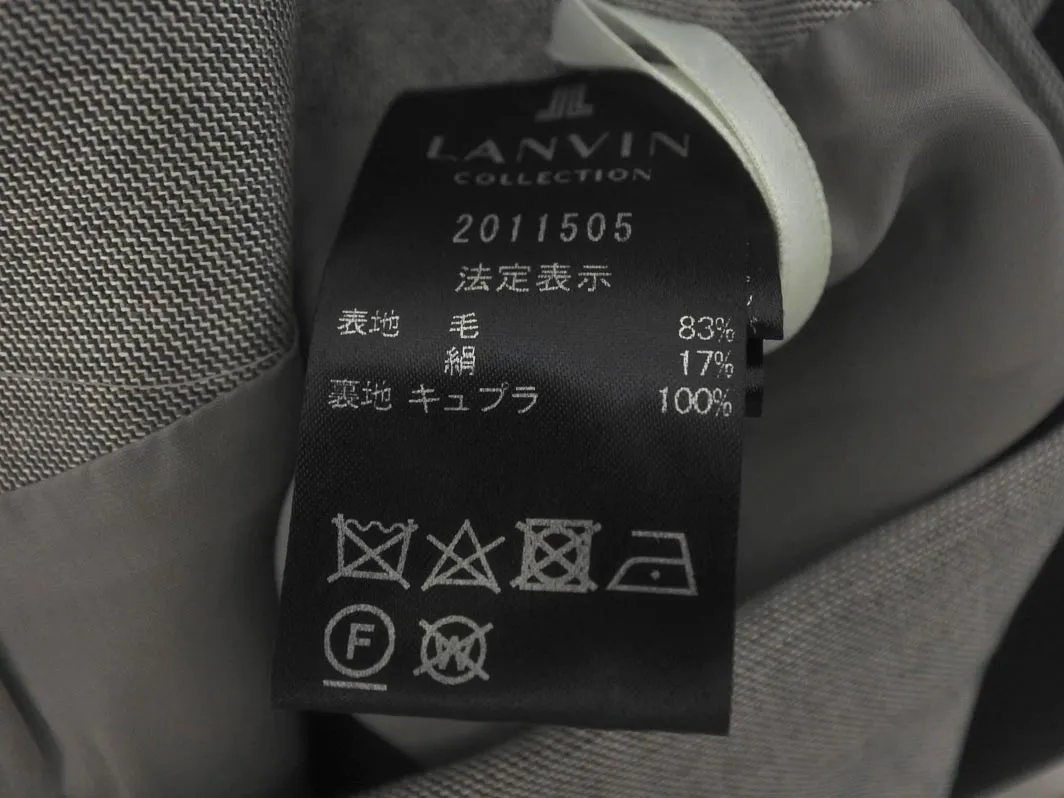 LANVIN
COLLECTION
2011505
法定表示
表地 毛 83%
絹 17%
裏地 キュプラ 100%
F W